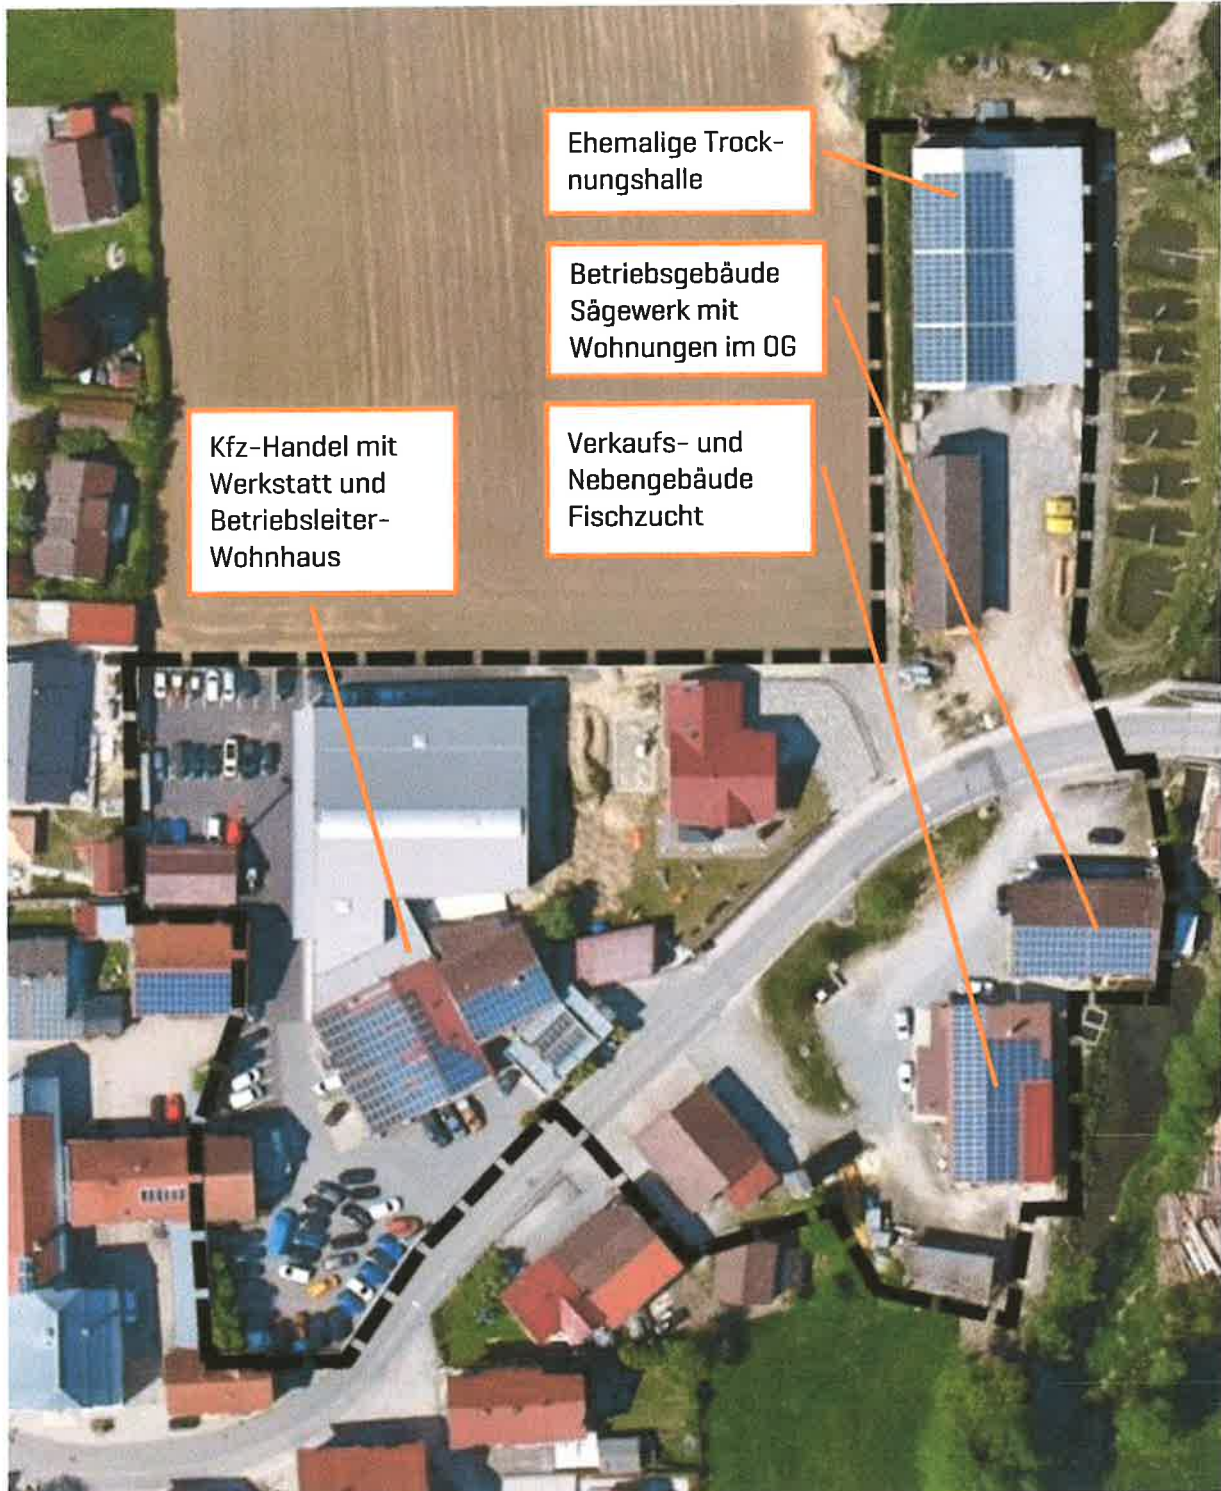 Ehemalige Trock-
nungshalle
Betriebsgebäude
Sägewerk mit
Wohnungen im OG
Kfz-Handel mit
Werkstatt und
Betriebsleiter-
Wohnhaus
Verkaufs- und
Nebengebäude
Fischzucht